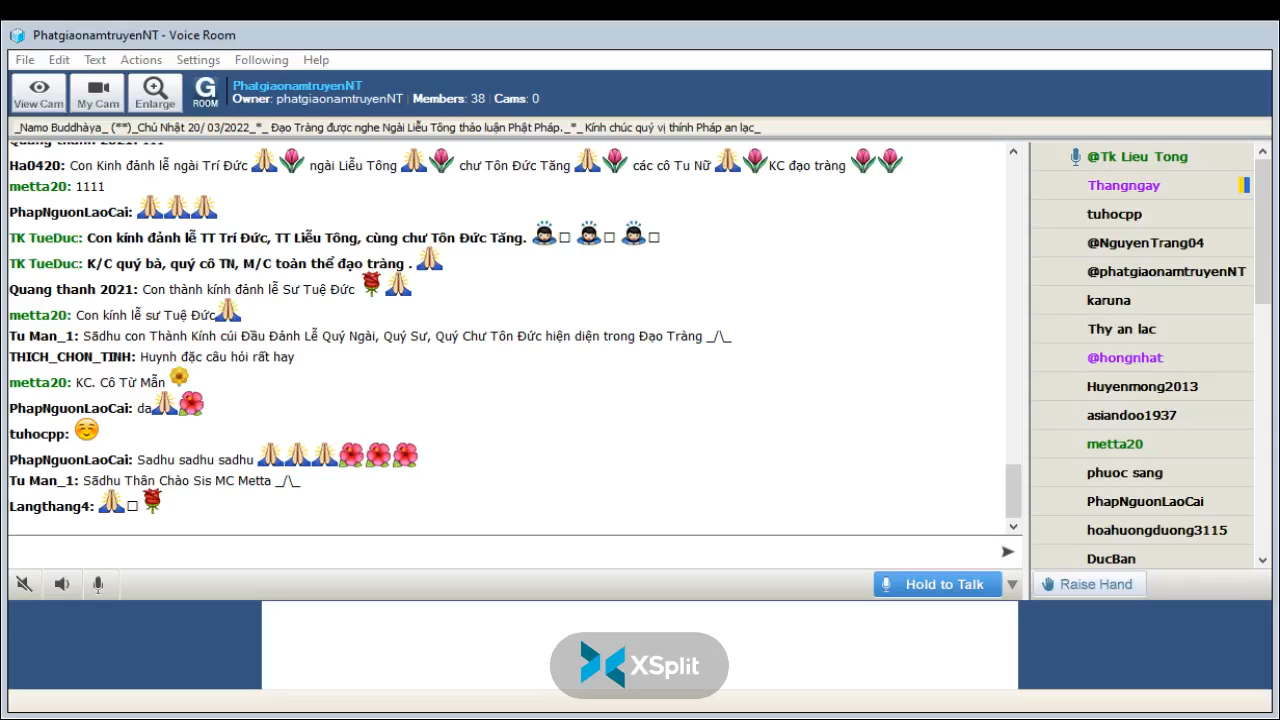 PhatgiaonamtruyenNT - Voice Room
File Edit Text Actions Settings Following Help
View Cam My Cam Enlarge G ROOM
PhatgiaonamtruyenNT
Owner: phatgiaonamtruyenNT | Members: 38 | Cams: 0
_Namo Buddhàya_ (**)_Chủ Nhật 20/ 03/2022_*_ Đạo Tràng được nghe Ngài Liễu Tông thảo luận Phật Pháp._*_ Kính chúc quý vị thính Pháp an lạc_
Quang thanh 2021: 111
Ha0420: Con Kinh đảnh lễ ngài Trí Đức 🙏🌷 ngài Liễu Tông 🙏🌷 chư Tôn Đức Tăng 🙏🌷 các cô Tu Nữ 🙏🌷KC đạo tràng 🌷🌷
metta20: 1111
PhapNguonLaoCai: 🙏🙏🙏
TK TueDuc: Con kính đảnh lễ TT Trí Đức, TT Liễu Tông, cùng chư Tôn Đức Tăng. 🙇□ 🙇□ 🙇□
TK TueDuc: K/C quý bà, quý cô TN, M/C toàn thể đạo tràng . 🙏
Quang thanh 2021: Con thành kính đảnh lễ Sư Tuệ Đức 🌹🙏
metta20: Con kính lễ sư Tuệ Đức🙏
Tu Man_1: Sādhu con Thành Kính cúi Đầu Đảnh Lễ Quý Ngài, Quý Sư, Quý Chư Tôn Đức hiện diện trong Đạo Tràng _/\_
THICH_CHON_TINH: Huynh đặc câu hỏi rất hay
metta20: KC. Cô Từ Mẫn 🌼
PhapNguonLaoCai: da🙏🌺
tuhocpp: ☺️
PhapNguonLaoCai: Sadhu sadhu sadhu 🙏🙏🙏🌺🌺🌺
Tu Man_1: Sādhu Thân Chào Sis MC Metta _/\_
Langthang4: 🙏□ 🌹
Hold to Talk
@Tk Lieu Tong
Thangngay
tuhocpp
@NguyenTrang04
@phatgiaonamtruyenNT
karuna
Thy an lac
@hongnhat
Huyenmong2013
asiandoo1937
metta20
phuoc sang
PhapNguonLaoCai
hoahuongduong3115
DucBan
Raise Hand
XSplit